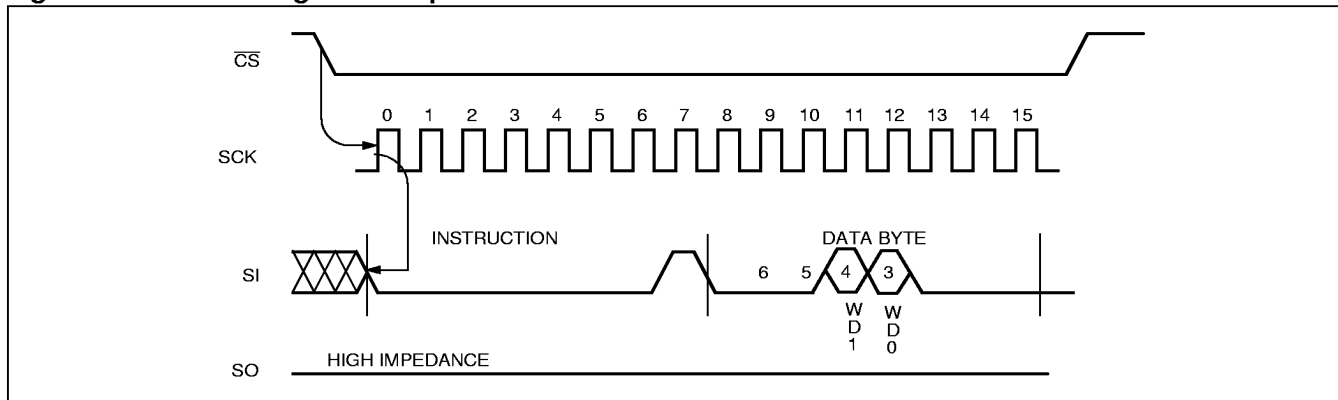 CS
0 1 2 3 4 5 6 7 8 9 10 11 12 13 14 15
SCK
INSTRUCTION
DATA BYTE
SI
6 5 4 3
W D 1
W D 0
HIGH IMPEDANCE
SO